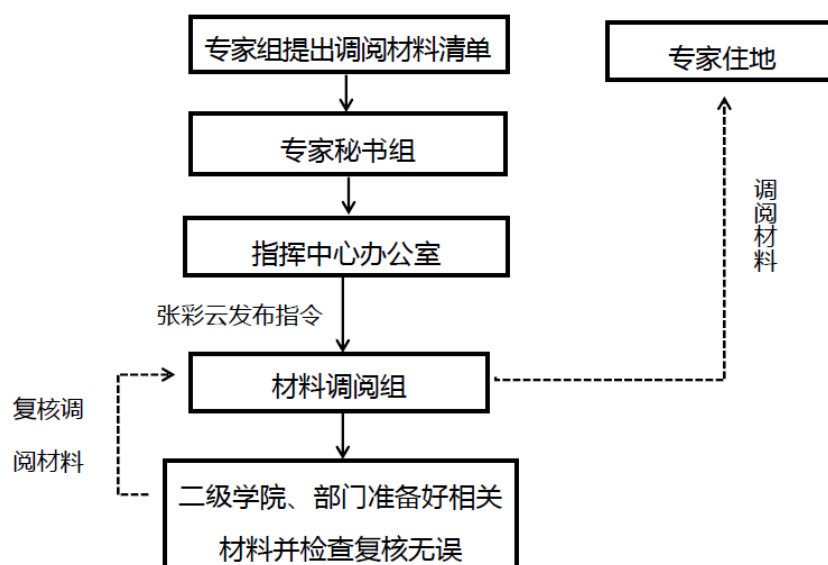 专家组提出调阅材料清单
专家住地
专家秘书组
调阅材料
指挥中心办公室
张彩云发布指令
材料调阅组
复核调
阅材料
二级学院、部门准备好相关
材料并检查复核无误